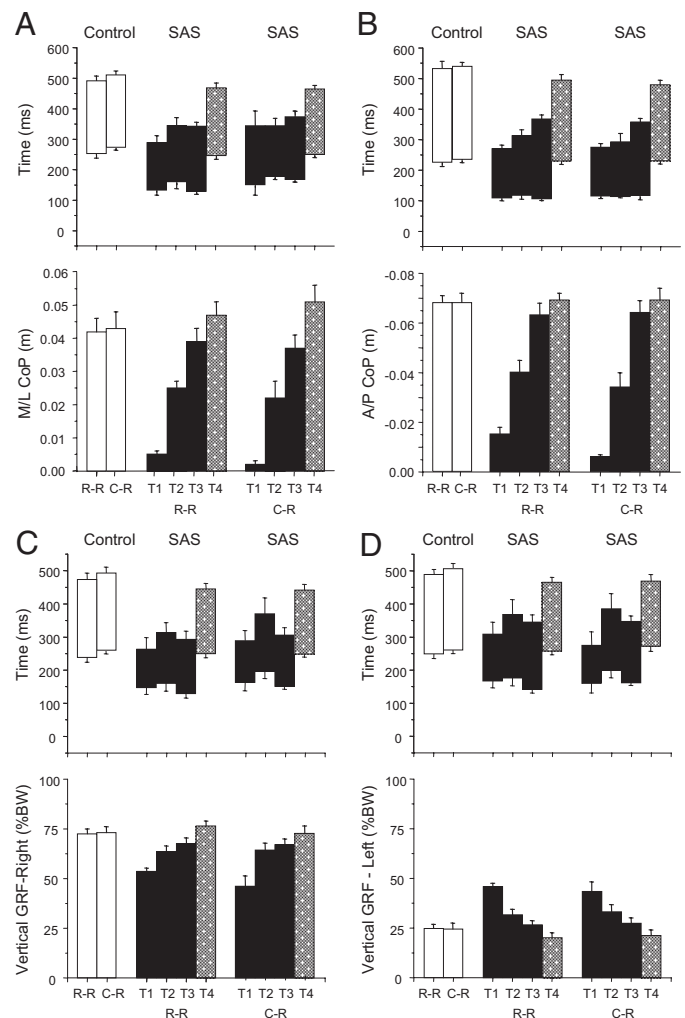 A
Control SAS SAS
Time (ms)
600
500
400
300
200
100
0
M/L CoP (m)
0.06
0.05
0.04
0.03
0.02
0.01
0.00
R-R C-R T1 T2 T3 T4 T1 T2 T3 T4
R-R C-R
B
Control SAS SAS
Time (ms)
600
500
400
300
200
100
0
A/P CoP (m)
-0.08
-0.06
-0.04
-0.02
0.00
R-R C-R T1 T2 T3 T4 T1 T2 T3 T4
R-R C-R
C
Control SAS SAS
Time (ms)
500
400
300
200
100
0
Vertical GRF-Right (%BW)
100
75
50
25
0
R-R C-R T1 T2 T3 T4 T1 T2 T3 T4
R-R C-R
D
Control SAS SAS
Time (ms)
500
400
300
200
100
0
Vertical GRF - Left (%BW)
100
75
50
25
0
R-R C-R T1 T2 T3 T4 T1 T2 T3 T4
R-R C-R